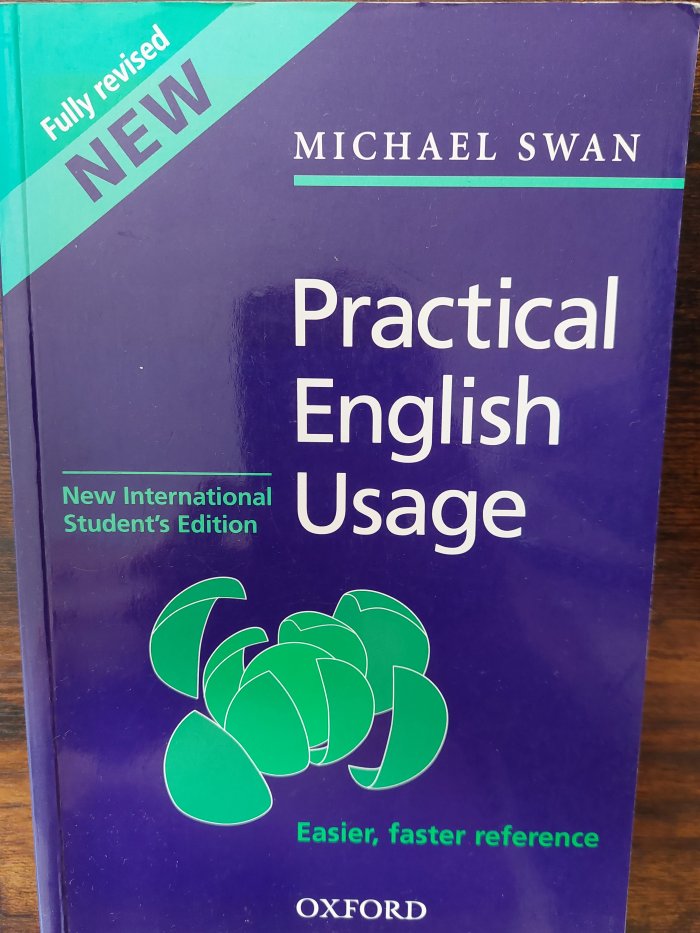 Fully revised
NEW
MICHAEL SWAN
Practical
English
Usage
New International
Student's Edition
Easier, faster reference
OXFORD